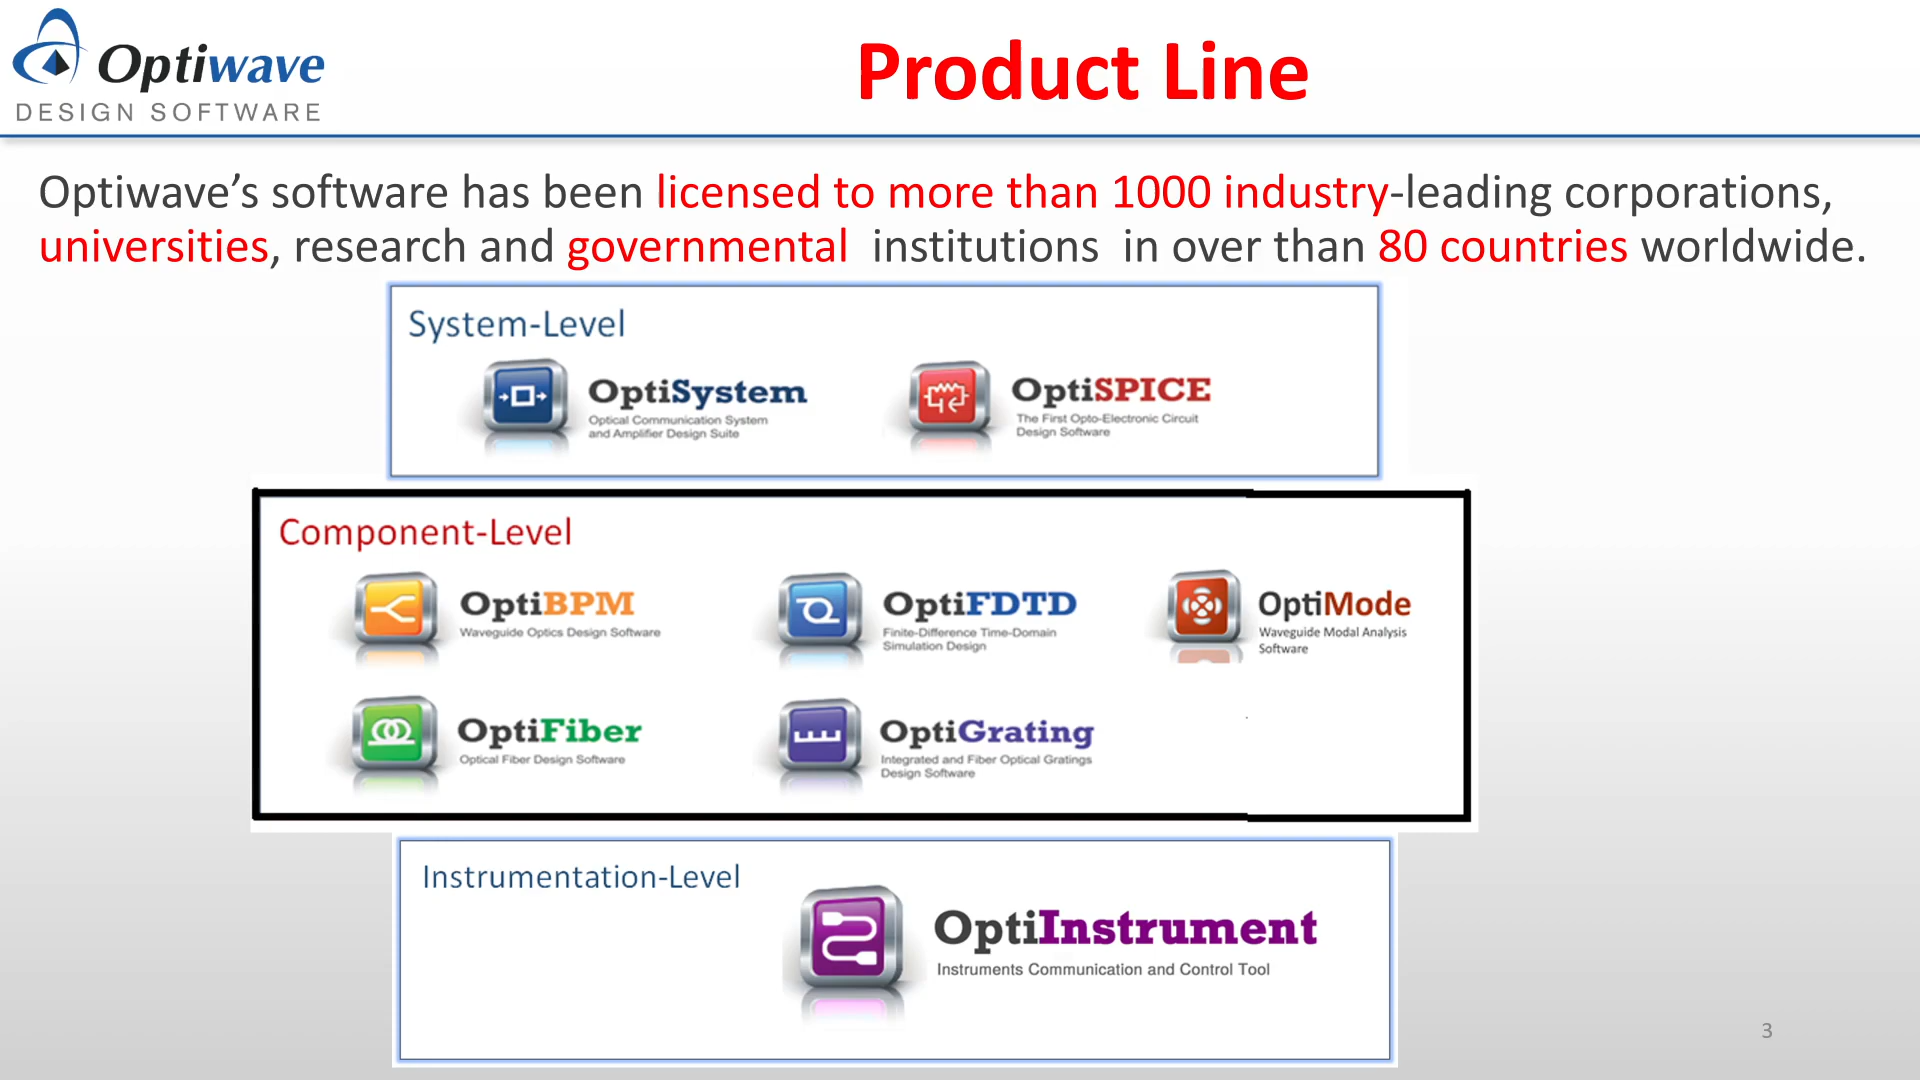 Optiwave
DESIGN SOFTWARE
Product Line
Optiwave’s software has been licensed to more than 1000 industry-leading corporations,
universities, research and governmental institutions in over than 80 countries worldwide.
System-Level
OptiSystem
Optical Communication System
and Amplifier Design Suite
OptiSPICE
The First Opto-Electronic Circuit
Design Software
Component-Level
OptiBPM
Waveguide Optics Design Software
OptiFDTD
Finite-Difference Time-Domain
Simulation Design
OptiMode
Waveguide Modal Analysis
Software
OptiFiber
Optical Fiber Design Software
OptiGrating
Integrated and Fiber Optical Gratings
Design Software
Instrumentation-Level
OptiInstrument
Instruments Communication and Control Tool
3